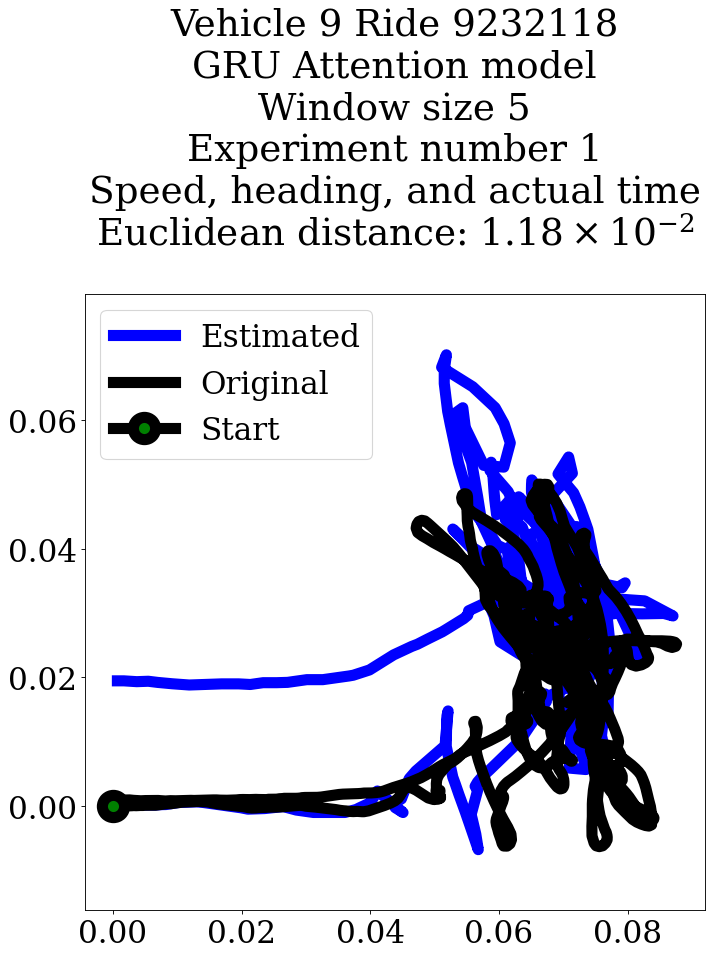 Vehicle 9 Ride 9232118
GRU Attention model
Window size 5
Experiment number 1
Speed, heading, and actual time
Euclidean distance: 1.18 × 10⁻²
Estimated
Original
Start
0.06
0.04
0.02
0.00
0.00 0.02 0.04 0.06 0.08